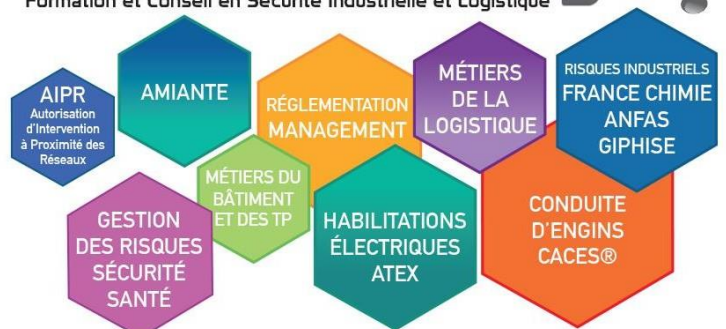 Formation et Conseil en Sécurité Industrielle et Logistique
AIPR
Autorisation
d'Intervention
à Proximité des
Réseaux
AMIANTE
RÉGLEMENTATION
MANAGEMENT
MÉTIERS
DE LA
LOGISTIQUE
RISQUES INDUSTRIELS
FRANCE CHIMIE
ANFAS
GIPHISE
GESTION
DES RISQUES
SÉCURITÉ
SANTÉ
MÉTIERS DU
BÂTIMENT
ET DES TP
HABILITATIONS
ÉLECTRIQUES
ATEX
CONDUITE
D'ENGINS
CACES®